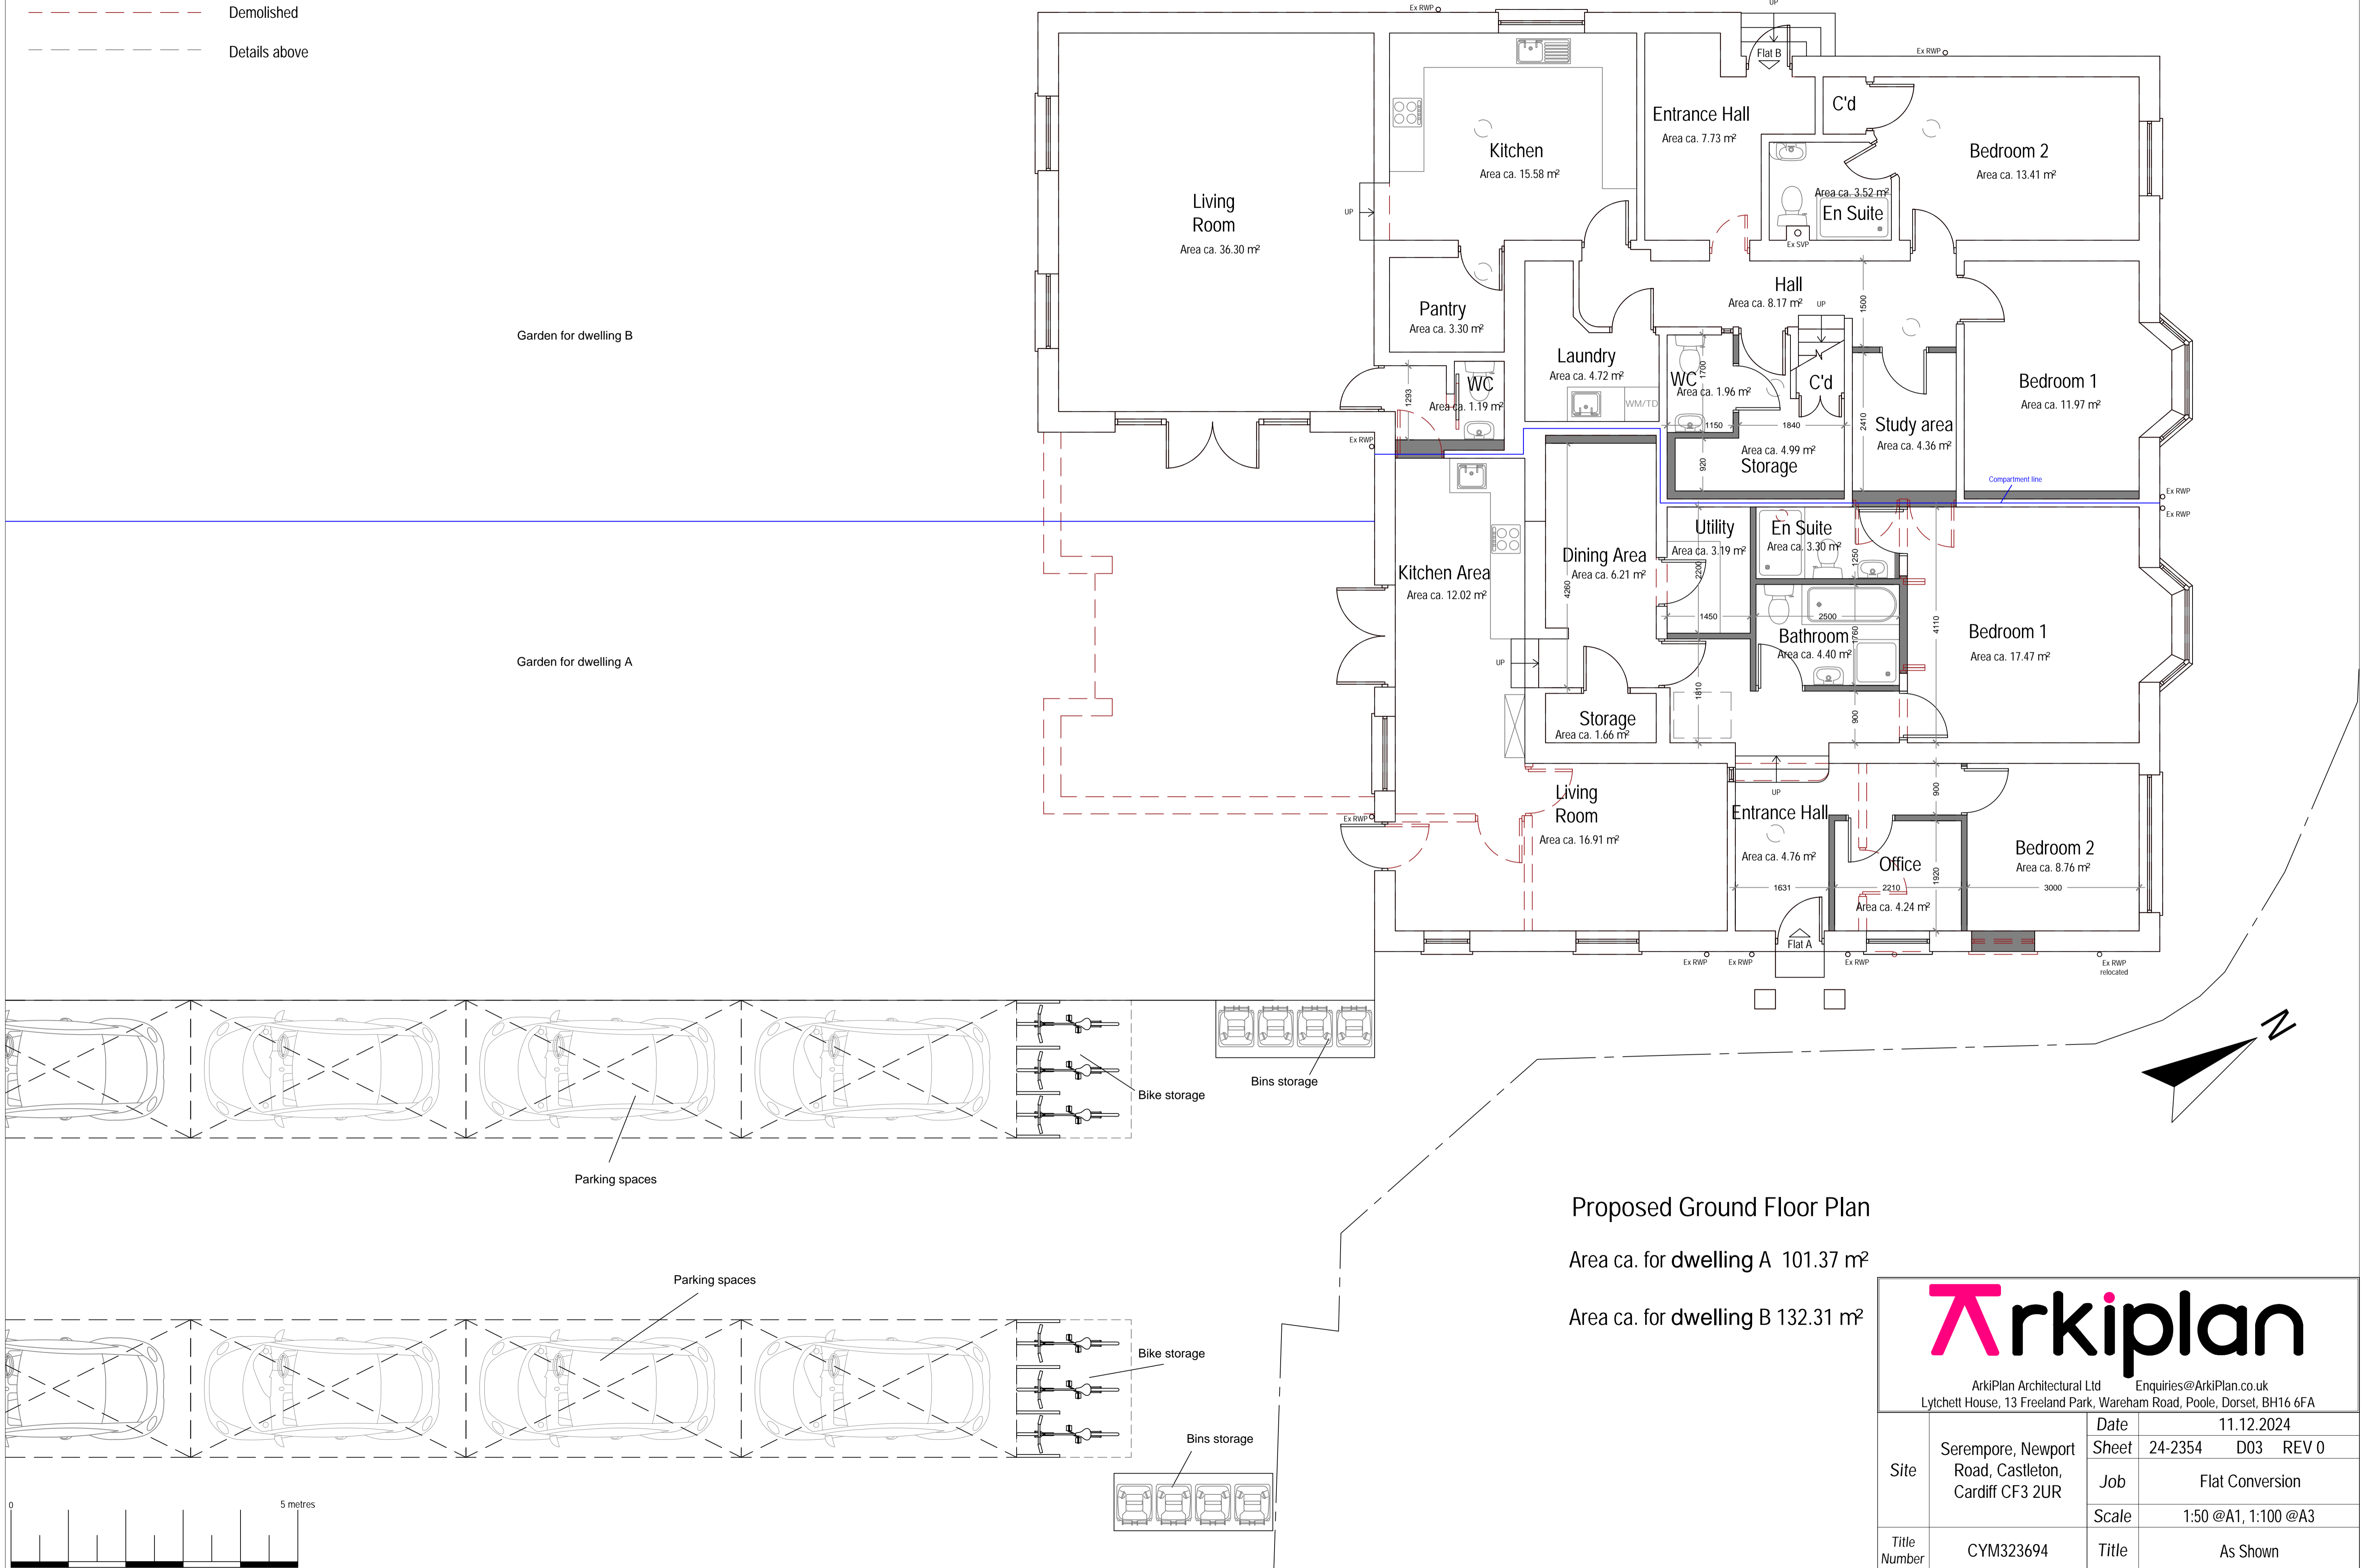 Demolished
Details above
Ex RWP
UP
Flat B
Ex RWP
C'd
Entrance Hall
Area ca. 7.73 m²
Kitchen
Area ca. 15.58 m²
Bedroom 2
Area ca. 13.41 m²
Living
Room
Area ca. 36.30 m²
UP
Area ca. 3.52 m²
En Suite
Ex SVP
Pantry
Area ca. 3.30 m²
Hall
Area ca. 8.17 m²
UP
1500
Garden for dwelling B
Laundry
Area ca. 4.72 m²
WM/TD
WC
Area ca. 1.19 m²
1293
WC
Area ca. 1.96 m²
1700
C'd
Bedroom 1
Area ca. 11.97 m²
Study area
Area ca. 4.36 m²
2410
1150
1840
Ex RWP
Area ca. 4.99 m²
Storage
920
Compartment line
Ex RWP
Ex RWP
Utility
Area ca. 3.19 m²
En Suite
Area ca. 3.30 m²
1250
Dining Area
Area ca. 6.21 m²
4260
2200
Kitchen Area
Area ca. 12.02 m²
1450
2500
4110
Bedroom 1
Area ca. 17.47 m²
Bathroom
Area ca. 4.40 m²
1760
Garden for dwelling A
UP
1810
900
Storage
Area ca. 1.66 m²
Living
Room
Area ca. 16.91 m²
UP
900
Ex RWP
Entrance Hall
Area ca. 4.76 m²
Office
Area ca. 4.24 m²
1920
Bedroom 2
Area ca. 8.76 m²
1631
2210
3000
Flat A
Ex RWP
Ex RWP
Ex RWP
Ex RWP
relocated
N
Bins storage
Bike storage
Parking spaces
Proposed Ground Floor Plan
Area ca. for dwelling A 101.37 m²
Area ca. for dwelling B 132.31 m²
Parking spaces
Bike storage
Bins storage
0
5 metres
Arkiplan
ArkiPlan Architectural Ltd Enquiries@ArkiPlan.co.uk
Lytchett House, 13 Freeland Park, Wareham Road, Poole, Dorset, BH16 6FA
Site
Serempore, Newport
Road, Castleton,
Cardiff CF3 2UR
Date 11.12.2024
Sheet 24-2354 D03 REV 0
Job Flat Conversion
Scale 1:50 @A1, 1:100 @A3
Title
Number
CYM323694
Title As Shown